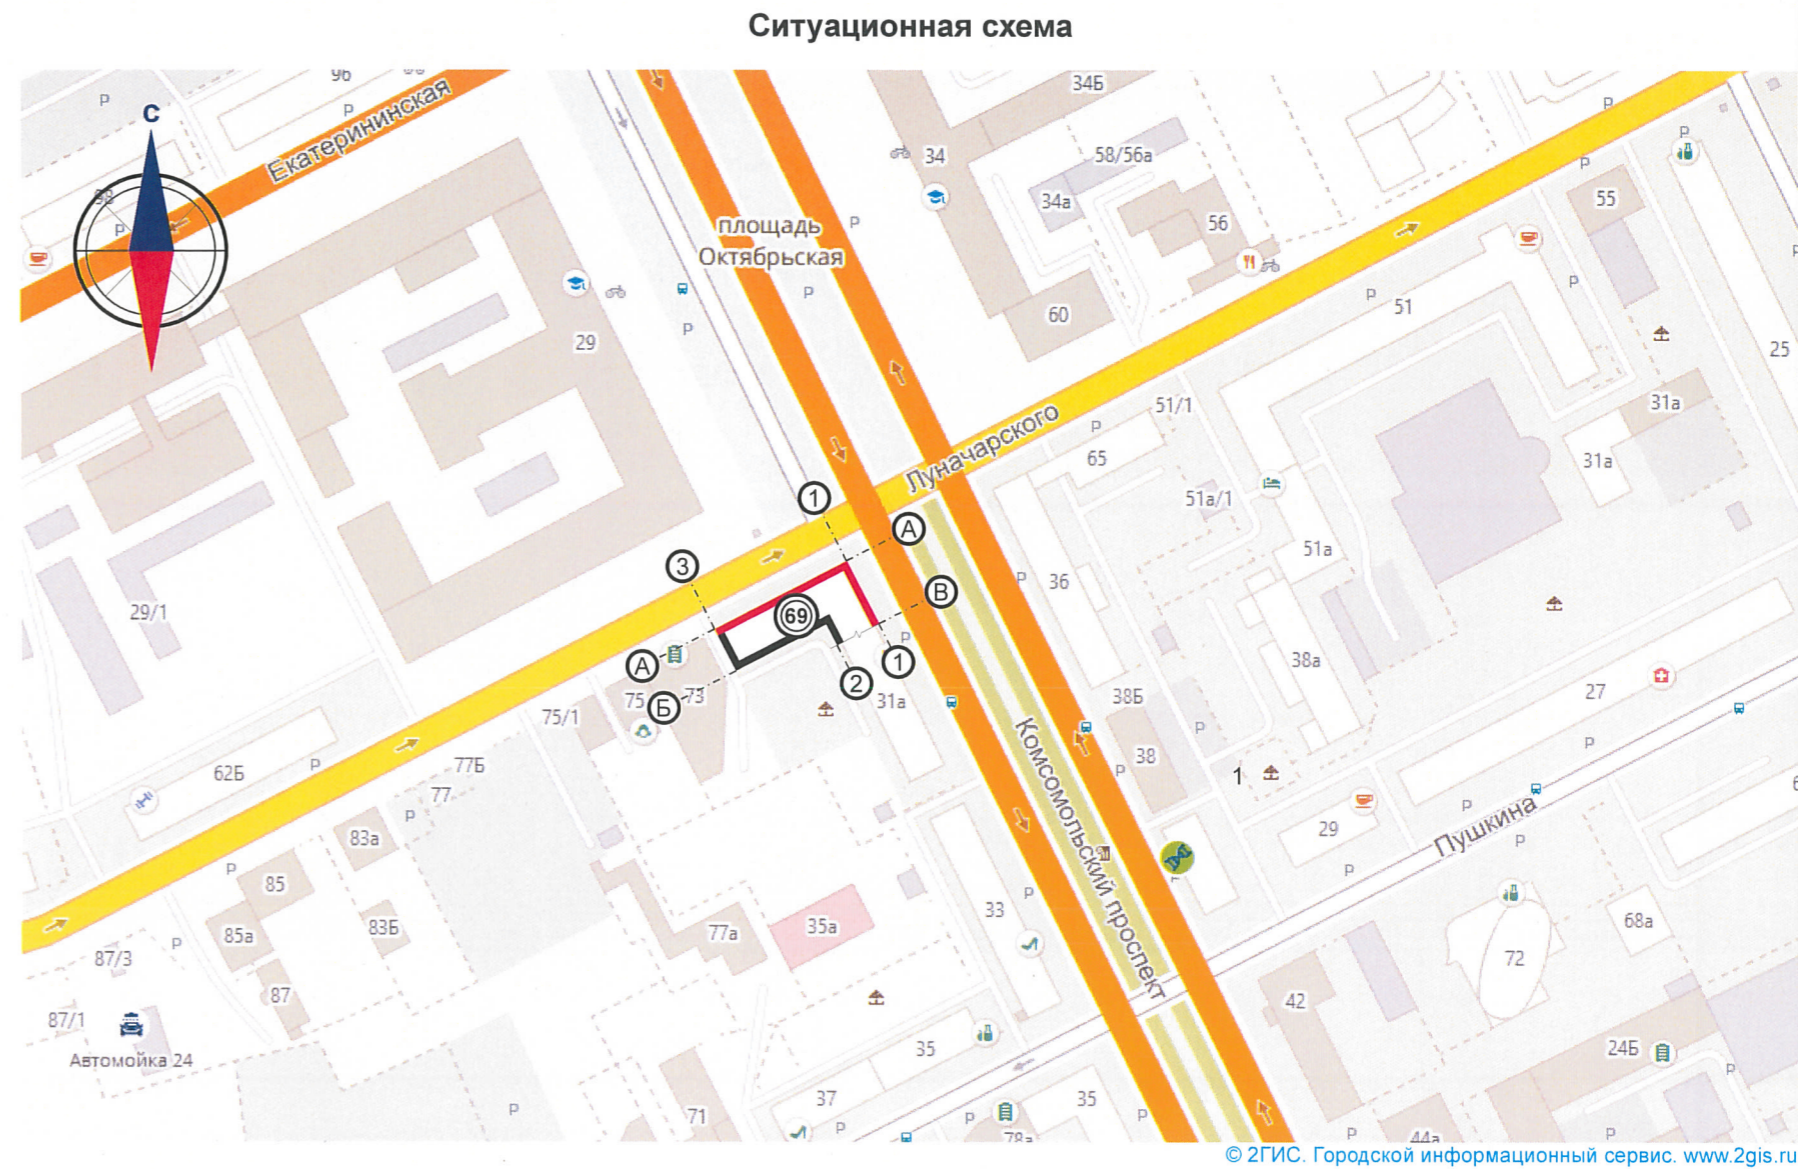 Ситуационная схема
96
P
34Б
P
P
Екатерининская
С
P
58/56а
34
P
98
P
34а
55
56
площадь
Октябрьская
P
P
P
P
51
P
60
P
29
25
51/1
31а
P
Луначарского
65
31а
1
51а/1
А
51а
3
36
P
В
29/1
69
P
А
1
38а
2
75
Б
73
31а
38Б
27
75/1
Комсомольский проспект
P
P
38
P
1
62Б
P
77Б
77
P
P
29
Пушкина
P
83а
P
P
85
P
33
P
68а
35а
77а
83Б
85а
P
87/3
72
87
42
87/1
35
24Б
Автомойка 24
P
37
35
P
71
P
P
P
P
P
78а
44а
© 2ГИС. Городской информационный сервис. www.2gis.ru